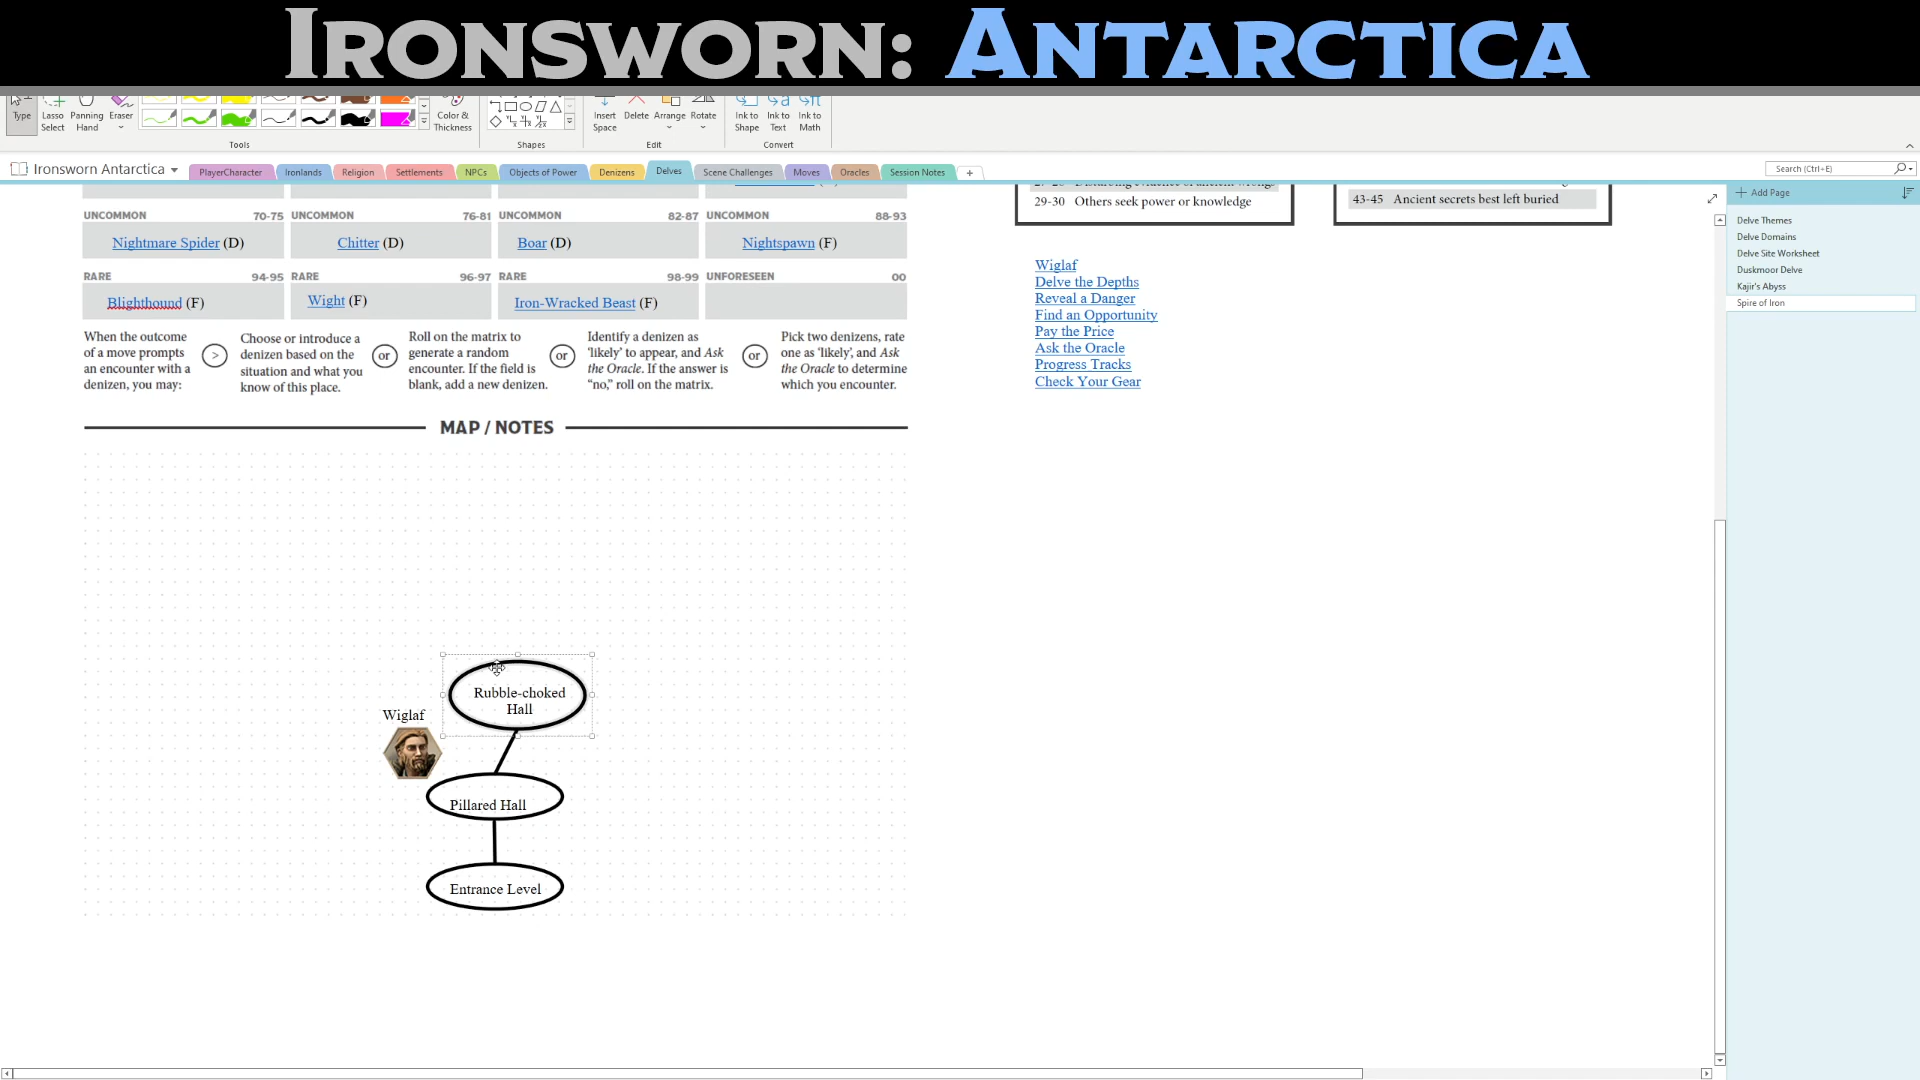 IRONSWORN: ANTARCTICA
Type
Lasso Select
Panning Hand
Eraser
Color & Thickness
Insert Space
Delete
Arrange
Rotate
Ink to Shape
Ink to Text
Ink to Math
Tools
Shapes
Edit
Convert
Ironsworn Antarctica
PlayerCharacter
Ironlands
Religion
Settlements
NPCs
Objects of Power
Denizens
Delves
Scene Challenges
Moves
Oracles
Session Notes
+
Search (Ctrl+E)
Add Page
Delve Themes
Delve Domains
Delve Site Worksheet
Duskmoor Delve
Kajir's Abyss
Spire of Iron
29-30 Others seek power or knowledge
43-45 Ancient secrets best left buried
UNCOMMON 70-75 UNCOMMON 76-81 UNCOMMON 82-87 UNCOMMON 88-93
Nightmare Spider (D) Chitter (D) Boar (D) Nightspawn (F)
RARE 94-95 RARE 96-97 RARE 98-99 UNFORESEEN 00
Blighthound (F) Wight (F) Iron-Wracked Beast (F)
When the outcome
of a move prompts
an encounter with a
denizen, you may:
>
Choose or introduce a
denizen based on the
situation and what you
know of this place.
or
Roll on the matrix to
generate a random
encounter. If the field is
blank, add a new denizen.
or
Identify a denizen as
'likely' to appear, and Ask
the Oracle. If the answer is
"no," roll on the matrix.
or
Pick two denizens, rate
one as 'likely', and Ask
the Oracle to determine
which you encounter.
Wiglaf
Delve the Depths
Reveal a Danger
Find an Opportunity
Pay the Price
Ask the Oracle
Progress Tracks
Check Your Gear
MAP / NOTES
Rubble-choked
Hall
Wiglaf
Pillared Hall
Entrance Level